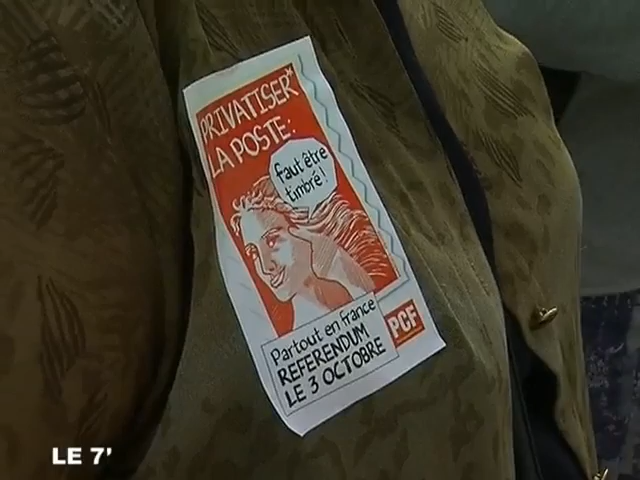 PRIVATISER*
LA POSTE:
faut être
timbré!
Partout en france
REFERENDUM
LE 3 OCTOBRE
PCF
LE 7'